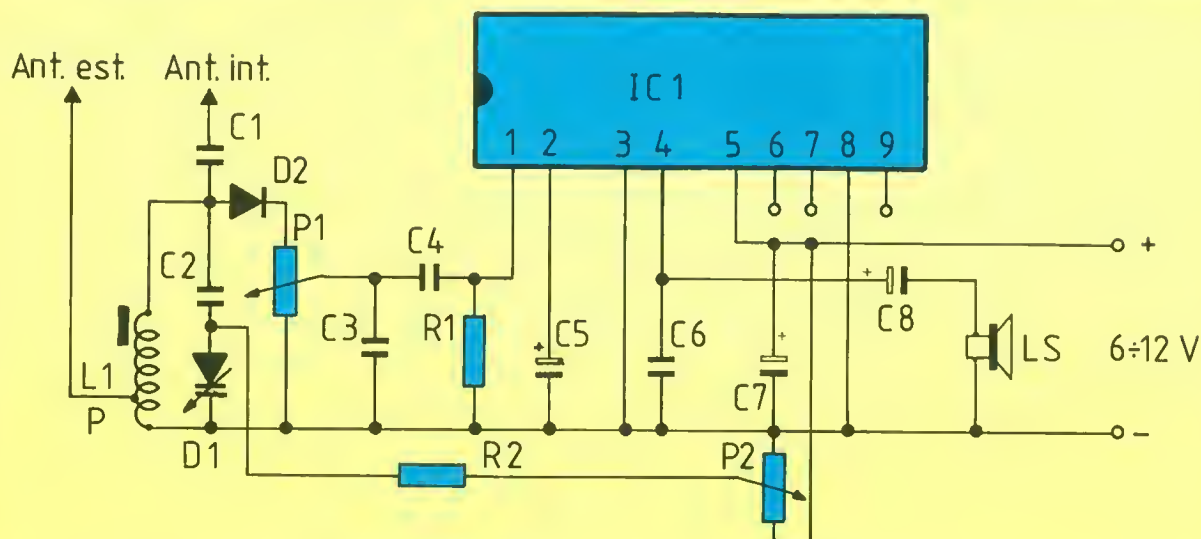 IC1
Ant. est. Ant. int.
C1
1 2 3 4 5 6 7 8 9
D2
P1
C4
+
C2
+
C8
C3
R1
+
C5
C6
+
C7
LS
6÷12 V
L1
P
D1
R2
P2
-